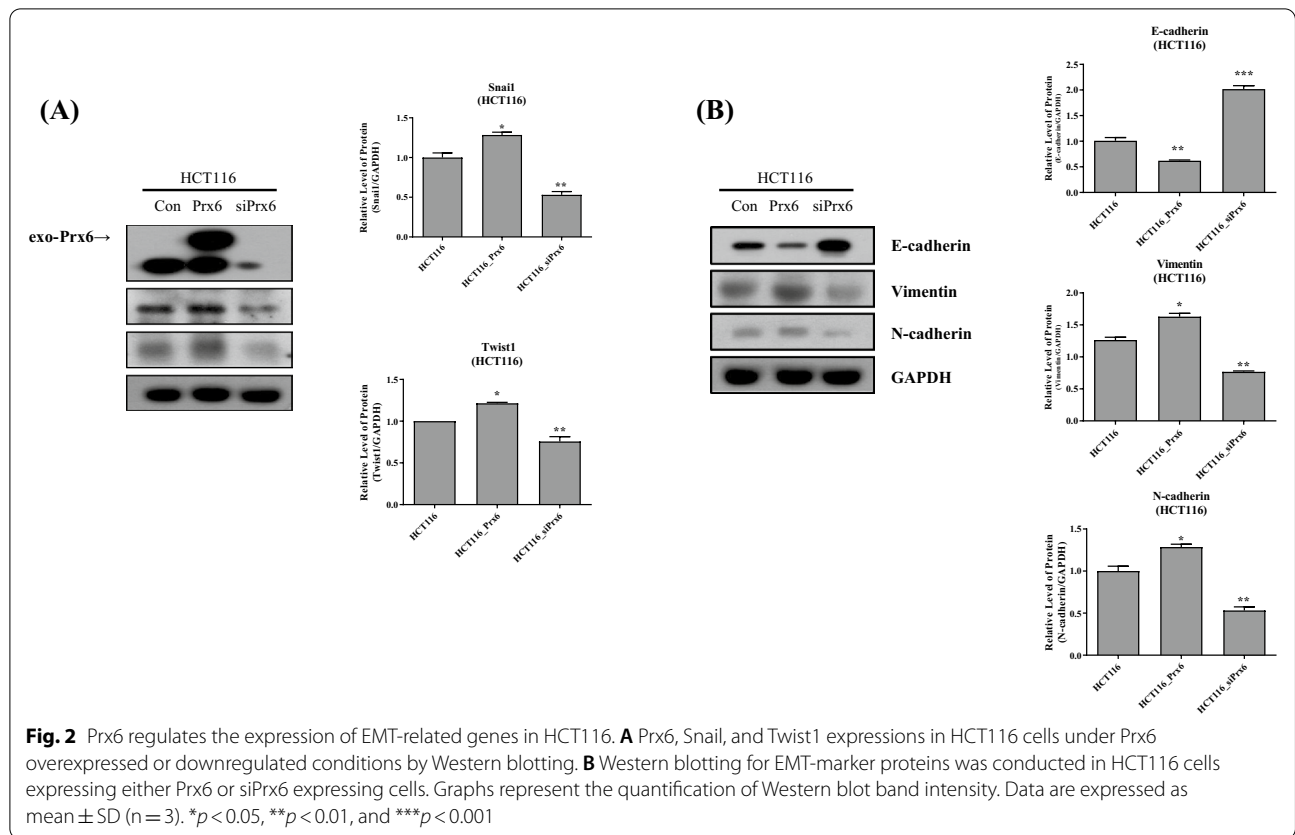 (A)
HCT116
Con Prx6 siPrx6
exo-Prx6→
Snai1
(HCT116)
Relative Level of Protein
(Snai1/GAPDH)
1.5
1.0
0.5
0.0
*
**
HCT116
HCT116_Prx6
HCT116_siPrx6
Twist1
(HCT116)
Relative Level of Protein
(Twist1/GAPDH)
1.5
1.0
0.5
0.0
*
**
HCT116
HCT116_Prx6
HCT116_siPrx6
(B)
HCT116
Con Prx6 siPrx6
E-cadherin
Vimentin
N-cadherin
GAPDH
E-cadherin
(HCT116)
Relative Level of Protein
(E-cadherin/GAPDH)
2.5
2.0
1.5
1.0
0.5
0.0
**
***
HCT116
HCT116_Prx6
HCT116_siPrx6
Vimentin
(HCT116)
Relative Level of Protein
(Vimentin/GAPDH)
2.0
1.5
1.0
0.5
0.0
*
**
HCT116
HCT116_Prx6
HCT116_siPrx6
N-cadherin
(HCT116)
Relative Level of Protein
(N-cadherin/GAPDH)
1.5
1.0
0.5
0.0
*
**
HCT116
HCT116_Prx6
HCT116_siPrx6
Fig. 2 Prx6 regulates the expression of EMT-related genes in HCT116. A Prx6, Snail, and Twist1 expressions in HCT116 cells under Prx6
overexpressed or downregulated conditions by Western blotting. B Western blotting for EMT-marker proteins was conducted in HCT116 cells
expressing either Prx6 or siPrx6 expressing cells. Graphs represent the quantification of Western blot band intensity. Data are expressed as
mean ± SD (n = 3). *p < 0.05, **p < 0.01, and ***p < 0.001